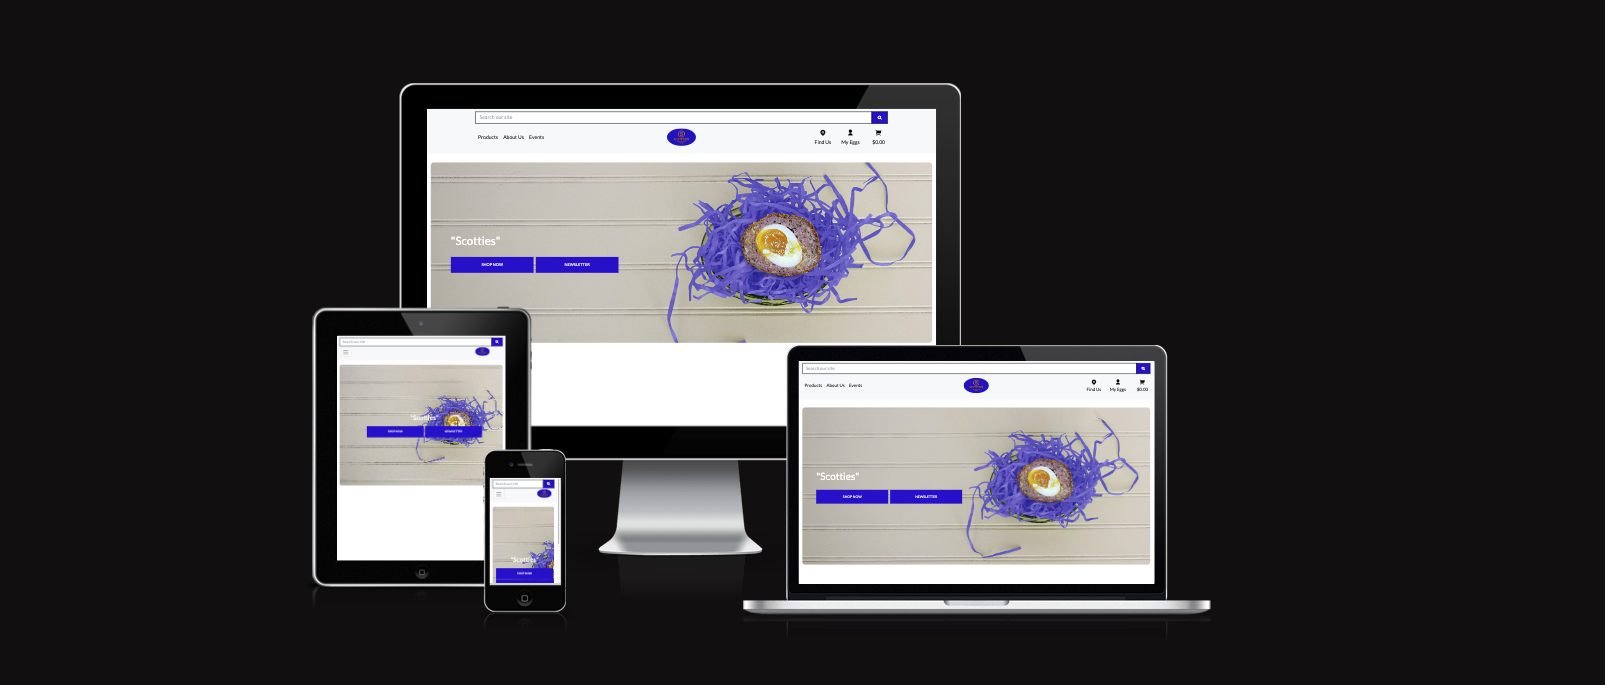 Search our site
Products About Us Events
Find Us My Eggs $0.00
"Scotties"
SHOP NOW NEWSLETTER
Search our site
"Scotties"
SHOP NOW NEWSLETTER
Search our site
"Scotties
SHOP NOW
Search our site
Products About Us Events
Find Us My Eggs $0.00
"Scotties"
SHOP NOW NEWSLETTER